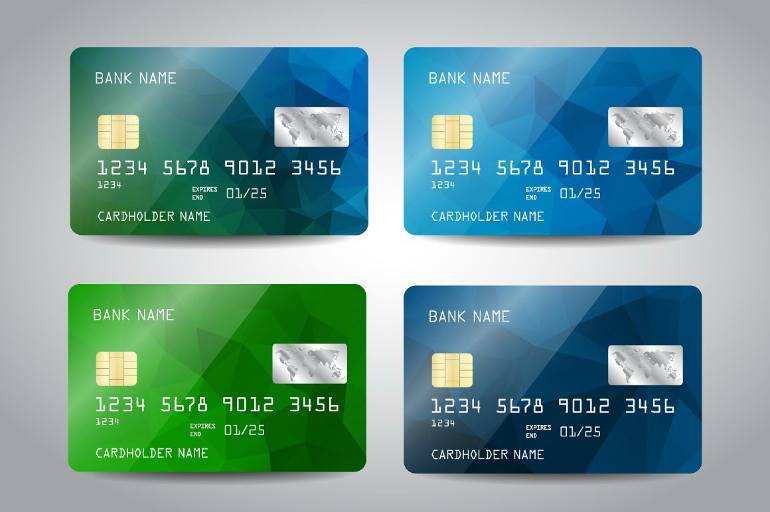 BANK NAME
1234 5678 9012 3456
1234
EXPIRES
END 01/25
CARDHOLDER NAME
BANK NAME
1234 5678 9012 3456
1234
EXPIRES
END 01/25
CARDHOLDER NAME
BANK NAME
1234 5678 9012 3456
1234
EXPIRES
END 01/25
CARDHOLDER NAME
BANK NAME
1234 5678 9012 3456
1234
EXPIRES
END 01/25
CARDHOLDER NAME